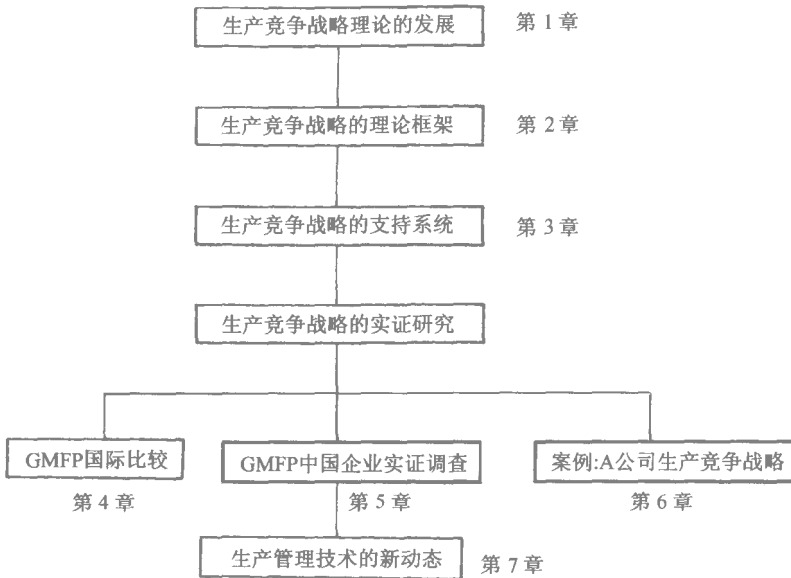 生产竞争战略理论的发展 第1章
生产竞争战略的理论框架 第2章
生产竞争战略的支持系统 第3章
生产竞争战略的实证研究
GMFP国际比较 GMFP中国企业实证调查 案例:A公司生产竞争战略
第4章 第5章 第6章
生产管理技术的新动态 第7章